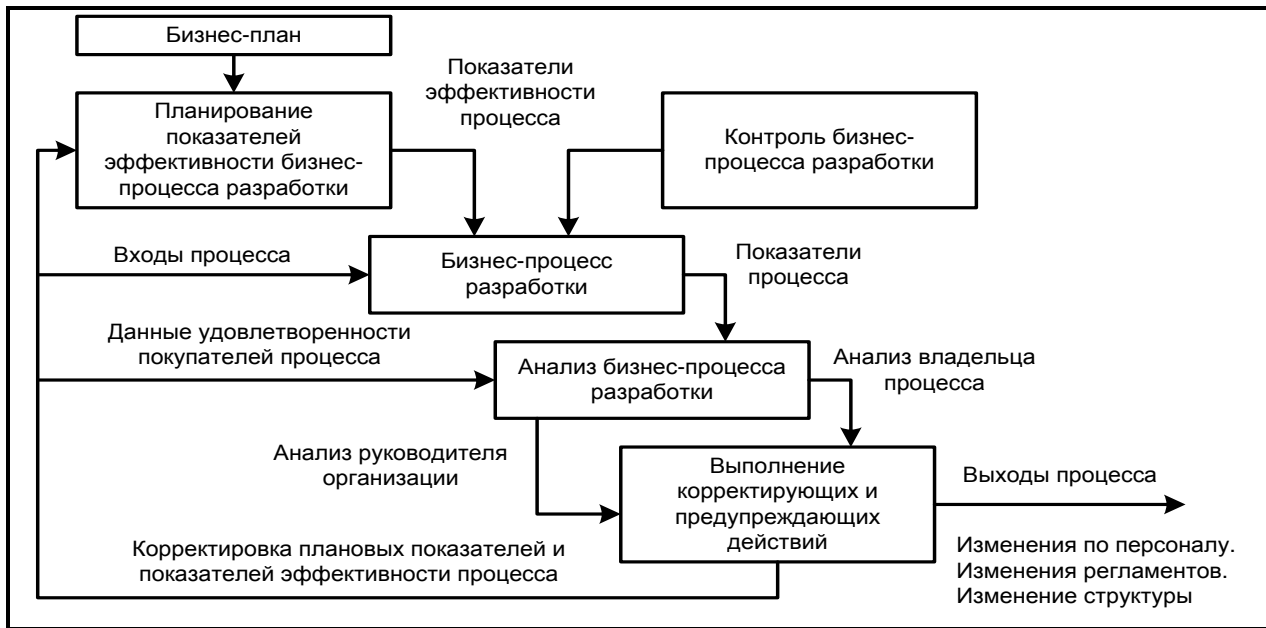 Бизнес-план
Показатели
эффективности
процесса
Планирование
показателей
эффективности бизнес-
процесса разработки
Контроль бизнес-
процесса разработки
Входы процесса
Бизнес-процесс
разработки
Показатели
процесса
Данные удовлетворенности
покупателей процесса
Анализ бизнес-процесса
разработки
Анализ владельца
процесса
Анализ руководителя
организации
Выполнение
корректирующих и
предупреждающих
действий
Выходы процесса
Корректировка плановых показателей и
показателей эффективности процесса
Изменения по персоналу.
Изменения регламентов.
Изменение структуры